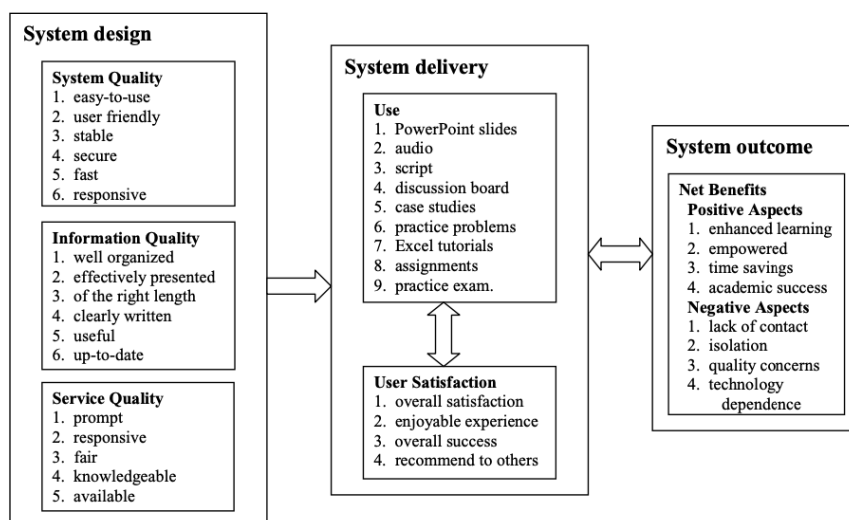 System design
System Quality
1. easy-to-use
2. user friendly
3. stable
4. secure
5. fast
6. responsive
Information Quality
1. well organized
2. effectively presented
3. of the right length
4. clearly written
5. useful
6. up-to-date
Service Quality
1. prompt
2. responsive
3. fair
4. knowledgeable
5. available
System delivery
Use
1. PowerPoint slides
2. audio
3. script
4. discussion board
5. case studies
6. practice problems
7. Excel tutorials
8. assignments
9. practice exam.
User Satisfaction
1. overall satisfaction
2. enjoyable experience
3. overall success
4. recommend to others
System outcome
Net Benefits
Positive Aspects
1. enhanced learning
2. empowered
3. time savings
4. academic success
Negative Aspects
1. lack of contact
2. isolation
3. quality concerns
4. technology
dependence